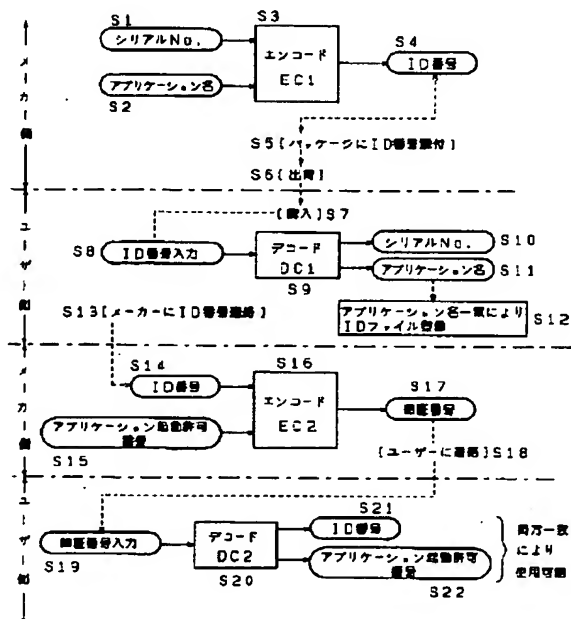 メーカー側
S1
シリアルNo.
S2
アプリケーション名
S3
エンコード
EC1
S4
ID番号
S5[パッケージにID番号添付]
S6[出荷]
ユーザー側
[購入]S7
S8
ID番号入力
デコード
DC1
S9
シリアルNo.
S10
アプリケーション名
S11
アプリケーション名一致により
IDファイル登録
S12
S13[メーカーにID番号連絡]
メーカー側
S14
ID番号
アプリケーション起動許可
番号
S15
S16
エンコード
EC2
S17
認証番号
[ユーザーに連絡]S18
ユーザー側
認証番号入力
S19
デコード
DC2
S20
S21
ID番号
アプリケーション起動許可
番号
S22
両方一致
により
使用可能